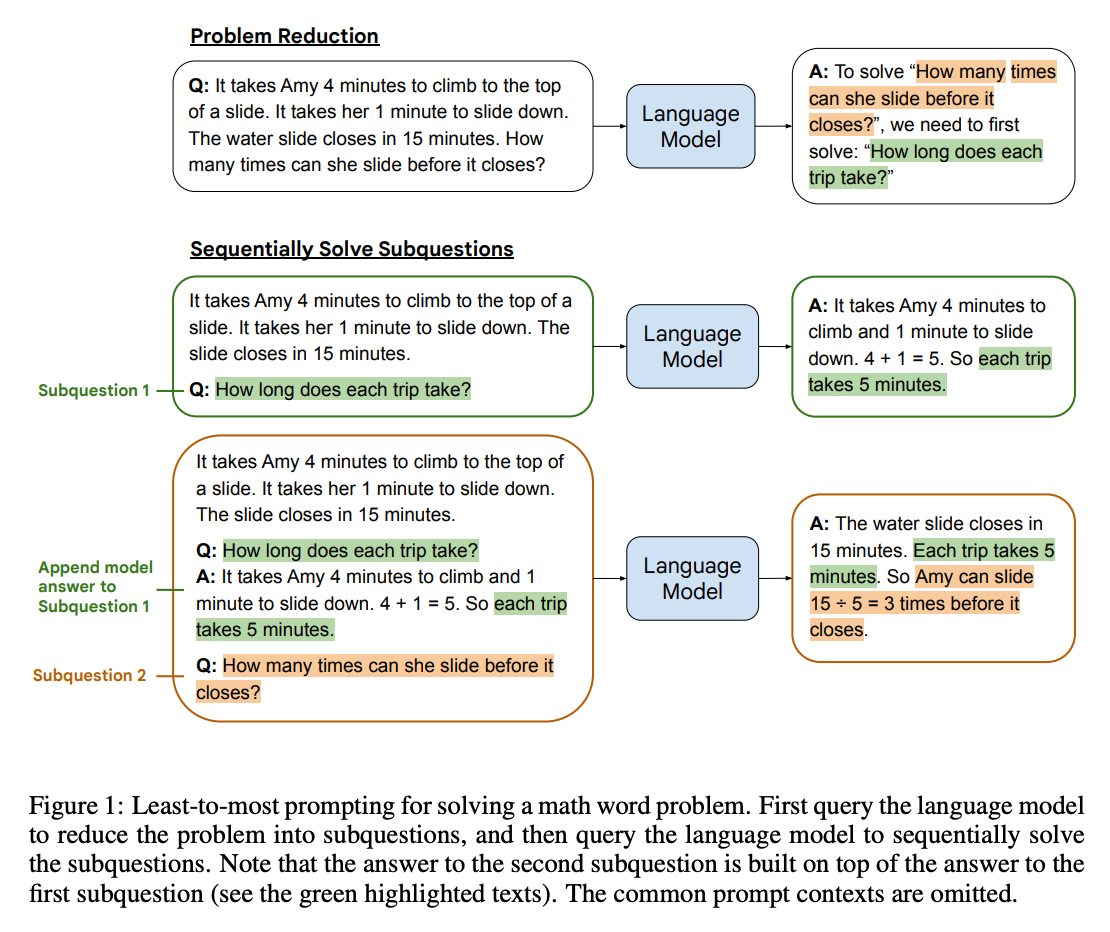 Problem Reduction
Q: It takes Amy 4 minutes to climb to the top
of a slide. It takes her 1 minute to slide down.
The water slide closes in 15 minutes. How
many times can she slide before it closes?
Language
Model
A: To solve “How many times
can she slide before it
closes?”, we need to first
solve: “How long does each
trip take?”
Sequentially Solve Subquestions
It takes Amy 4 minutes to climb to the top of a
slide. It takes her 1 minute to slide down. The
slide closes in 15 minutes.
Subquestion 1
Q: How long does each trip take?
Language
Model
A: It takes Amy 4 minutes to
climb and 1 minute to slide
down. 4 + 1 = 5. So each trip
takes 5 minutes.
It takes Amy 4 minutes to climb to the top of
a slide. It takes her 1 minute to slide down.
The slide closes in 15 minutes.
Q: How long does each trip take?
Append model
answer to
Subquestion 1
A: It takes Amy 4 minutes to climb and 1
minute to slide down. 4 + 1 = 5. So each trip
takes 5 minutes.
Subquestion 2
Q: How many times can she slide before it
closes?
Language
Model
A: The water slide closes in
15 minutes. Each trip takes 5
minutes. So Amy can slide
15 ÷ 5 = 3 times before it
closes.
Figure 1: Least-to-most prompting for solving a math word problem. First query the language model
to reduce the problem into subquestions, and then query the language model to sequentially solve
the subquestions. Note that the answer to the second subquestion is built on top of the answer to the
first subquestion (see the green highlighted texts). The common prompt contexts are omitted.